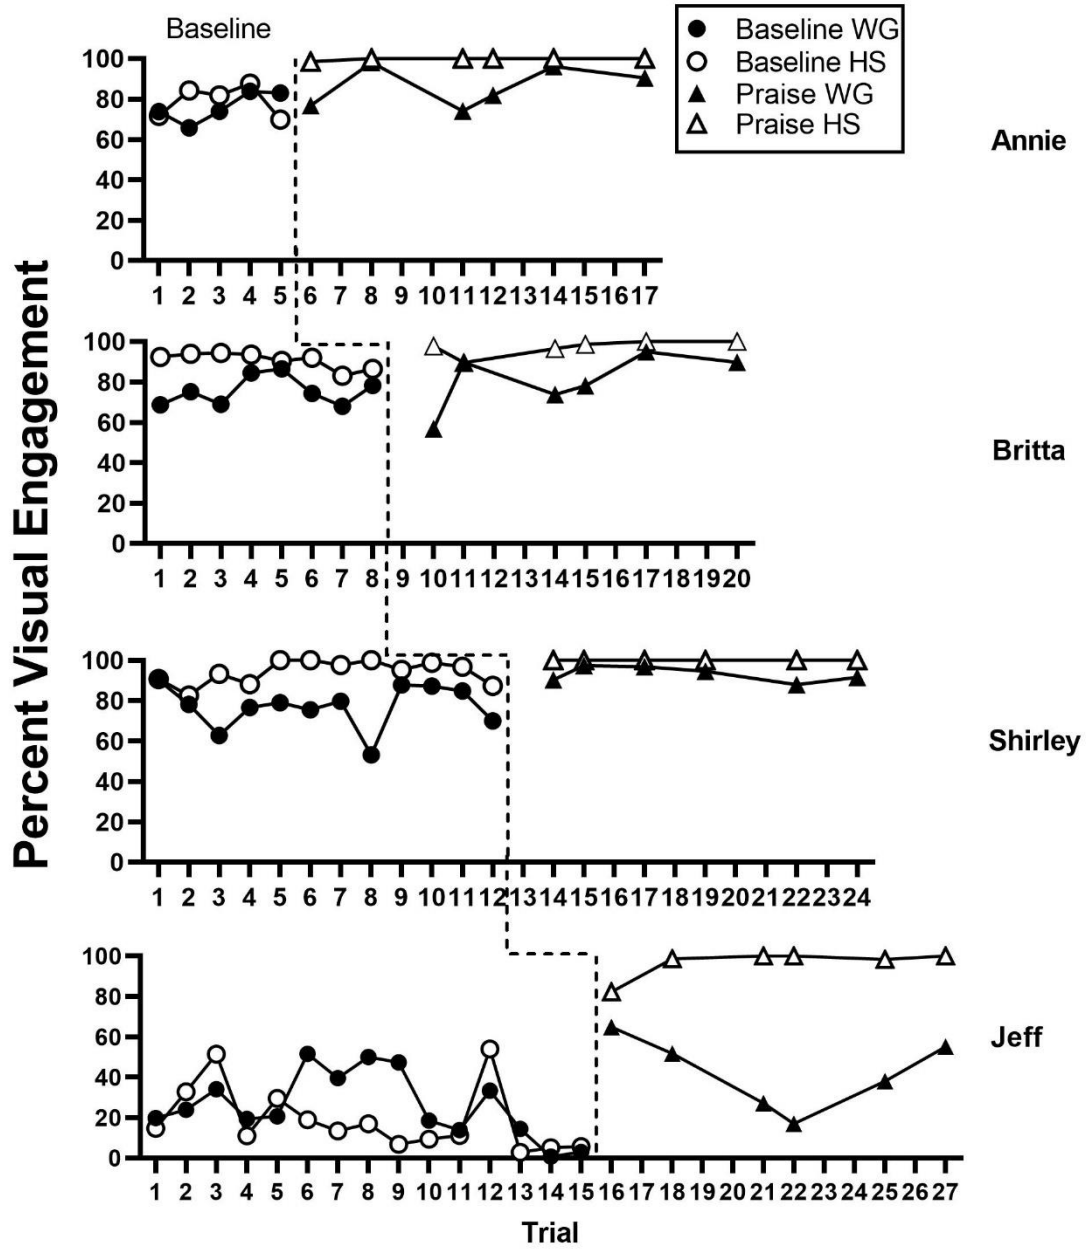 Baseline
Baseline WG
Baseline HS
Praise WG
Praise HS
Percent Visual Engagement
100
80
60
40
20
0
1 2 3 4 5 6 7 8 9 10 11 12 13 14 15 16 17
Annie
100
80
60
40
20
0
1 2 3 4 5 6 7 8 9 10 11 12 13 14 15 17 18 19 20
Britta
100
80
60
40
20
0
1 2 3 4 5 6 7 8 9 10 11 12 13 14 15 16 17 19 20 21 22 23 24
Shirley
100
80
60
40
20
0
1 2 3 4 5 6 7 8 9 10 11 12 13 14 15 16 18 19 20 21 22 24 25 26 27
Jeff
Trial